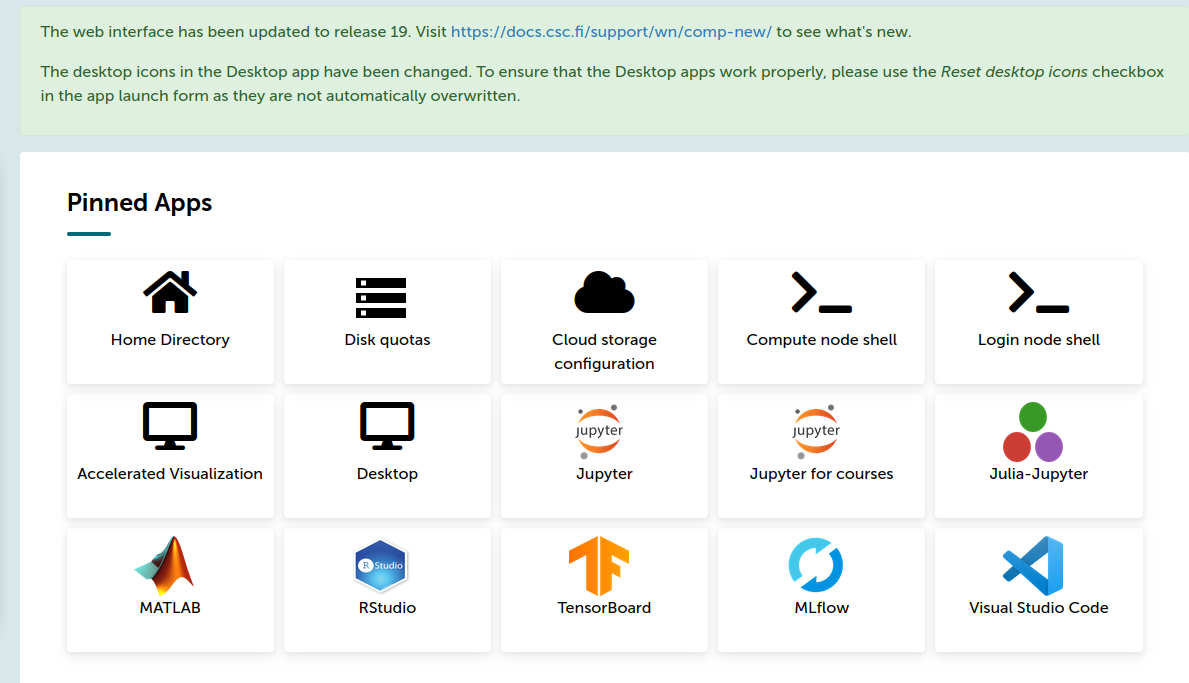 The web interface has been updated to release 19. Visit https://docs.csc.fi/support/wn/comp-new/ to see what's new.
The desktop icons in the Desktop app have been changed. To ensure that the Desktop apps work properly, please use the Reset desktop icons checkbox
in the app launch form as they are not automatically overwritten.
Pinned Apps
Home Directory
Disk quotas
Cloud storage
configuration
Compute node shell
Login node shell
Accelerated Visualization
Desktop
jupyter
Jupyter
jupyter
Jupyter for courses
Julia-Jupyter
MATLAB
R Studio
RStudio
TensorBoard
MLflow
Visual Studio Code